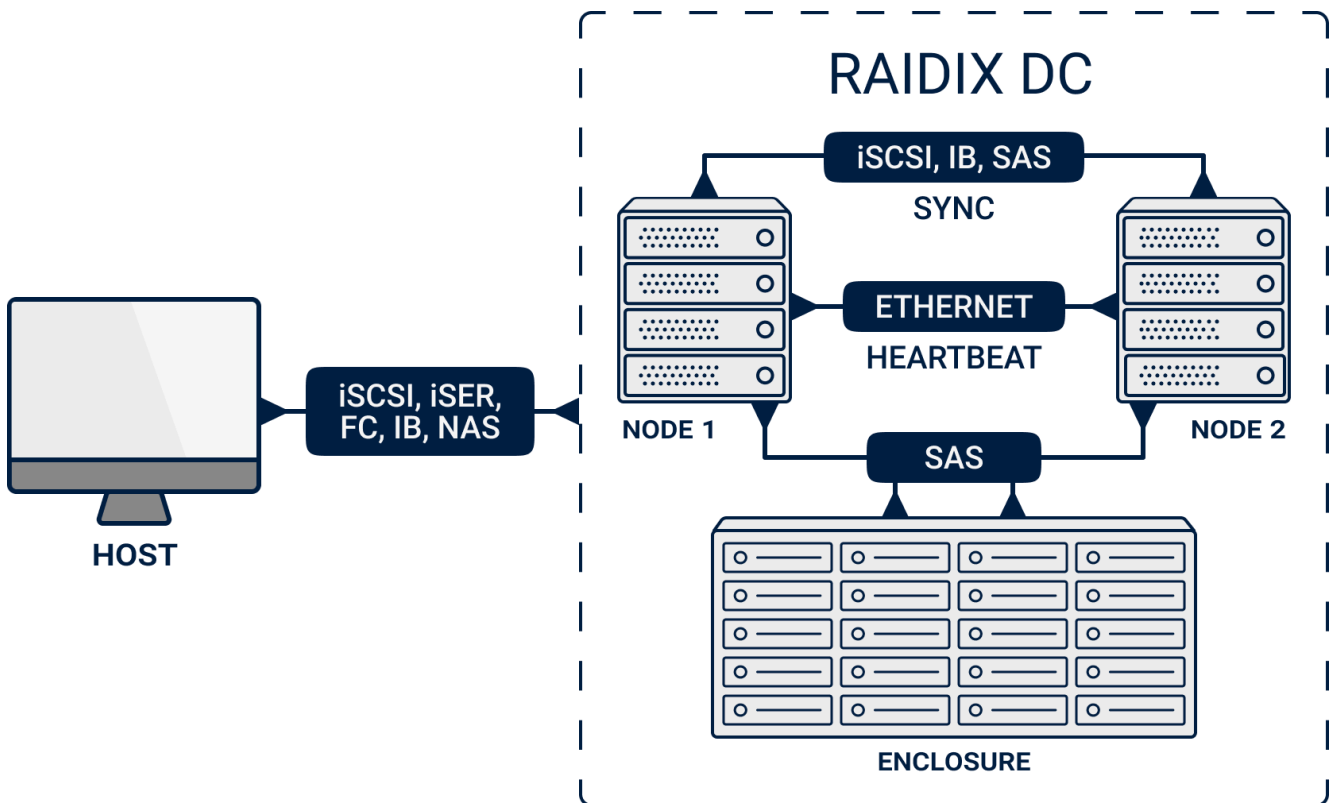 RAIDIX DC
iSCSI, IB, SAS
SYNC
ETHERNET
HEARTBEAT
iSCSI, iSER,
FC, IB, NAS
NODE 1
NODE 2
SAS
HOST
ENCLOSURE